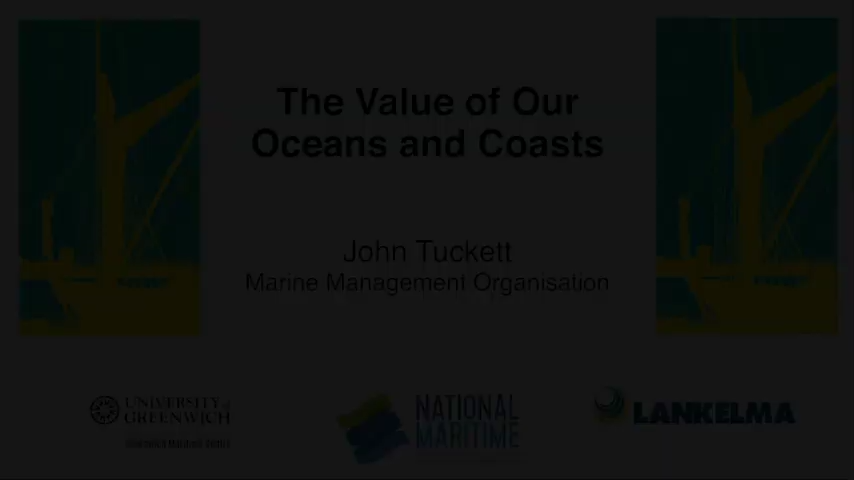 The Value of Our
Oceans and Coasts
John Tuckett
Marine Management Organisation
UNIVERSITY of
GREENWICH
NATIONAL
MARITIME
LANKELMA